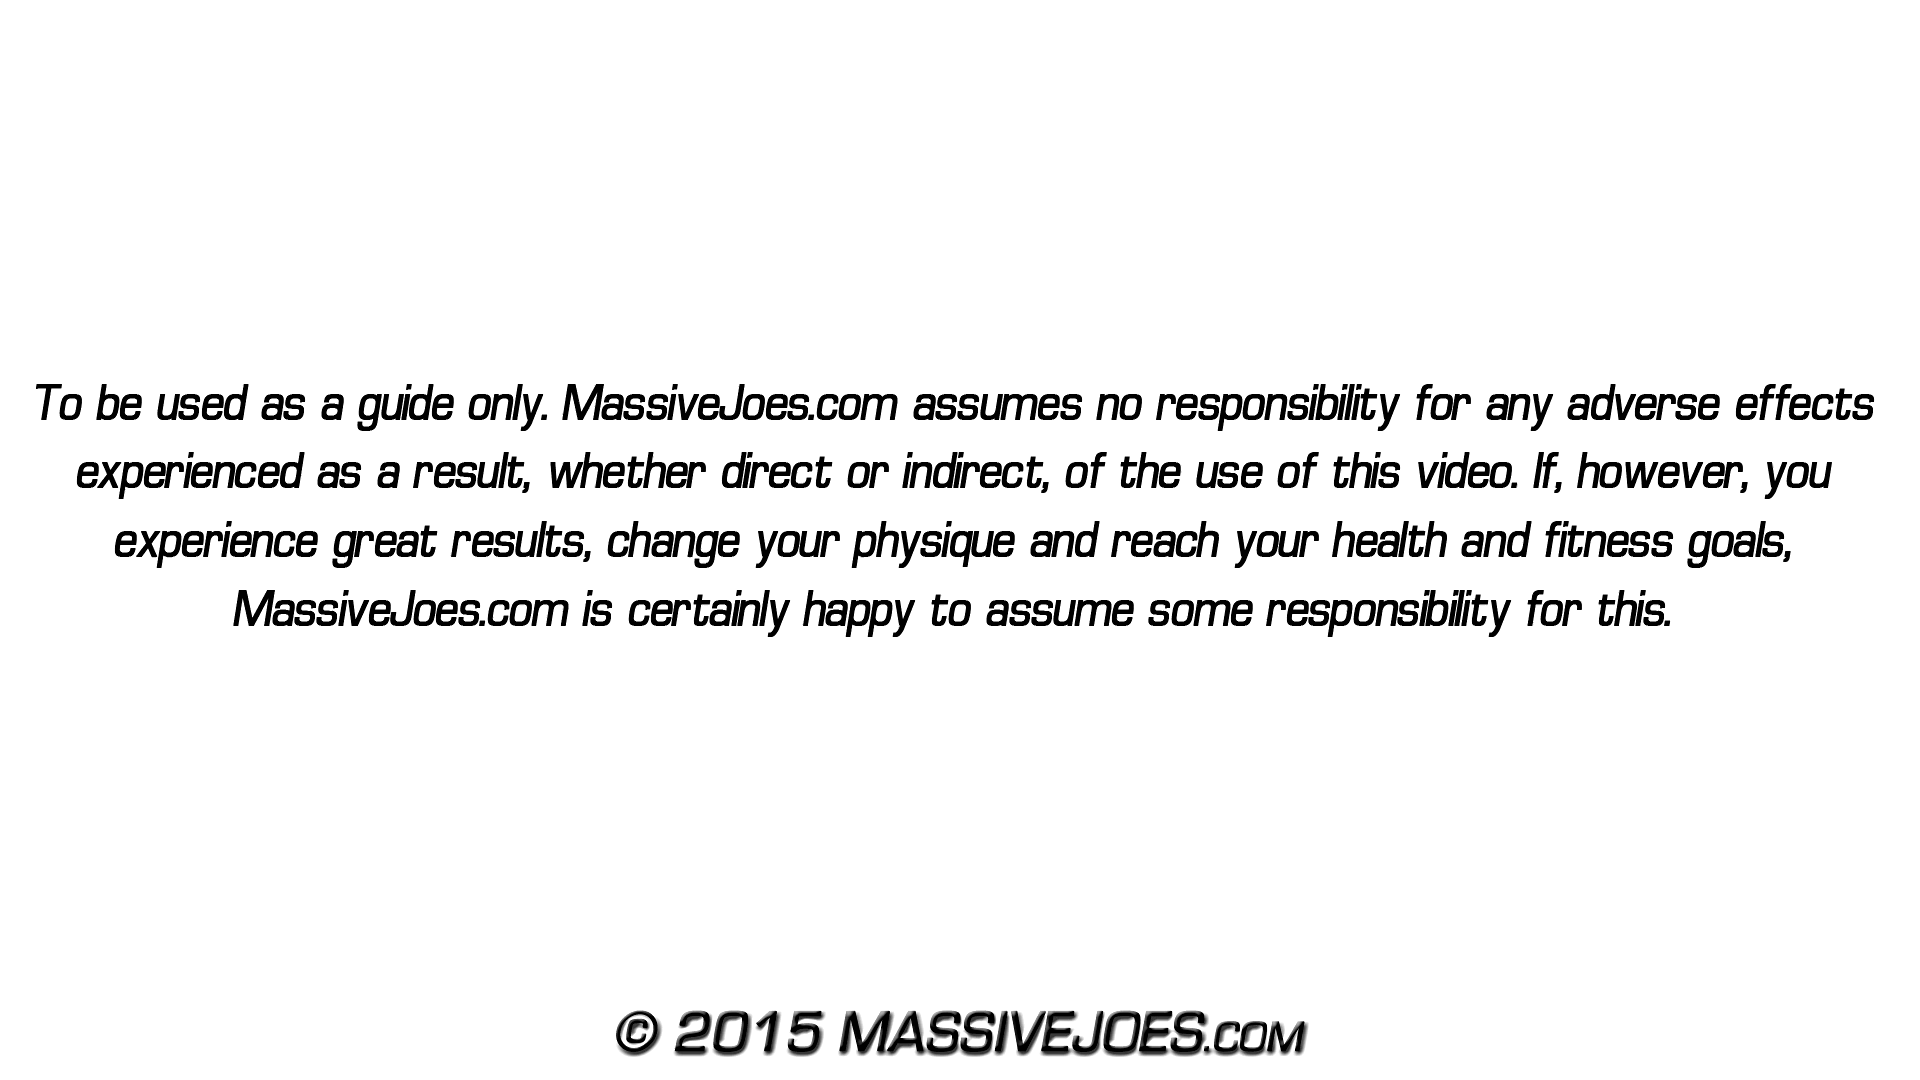 To be used as a guide only. MassiveJoes.com assumes no responsibility for any adverse effects
experienced as a result, whether direct or indirect, of the use of this video. If, however, you
experience great results, change your physique and reach your health and fitness goals,
MassiveJoes.com is certainly happy to assume some responsibility for this.
© 2015 MASSIVEJOES.COM